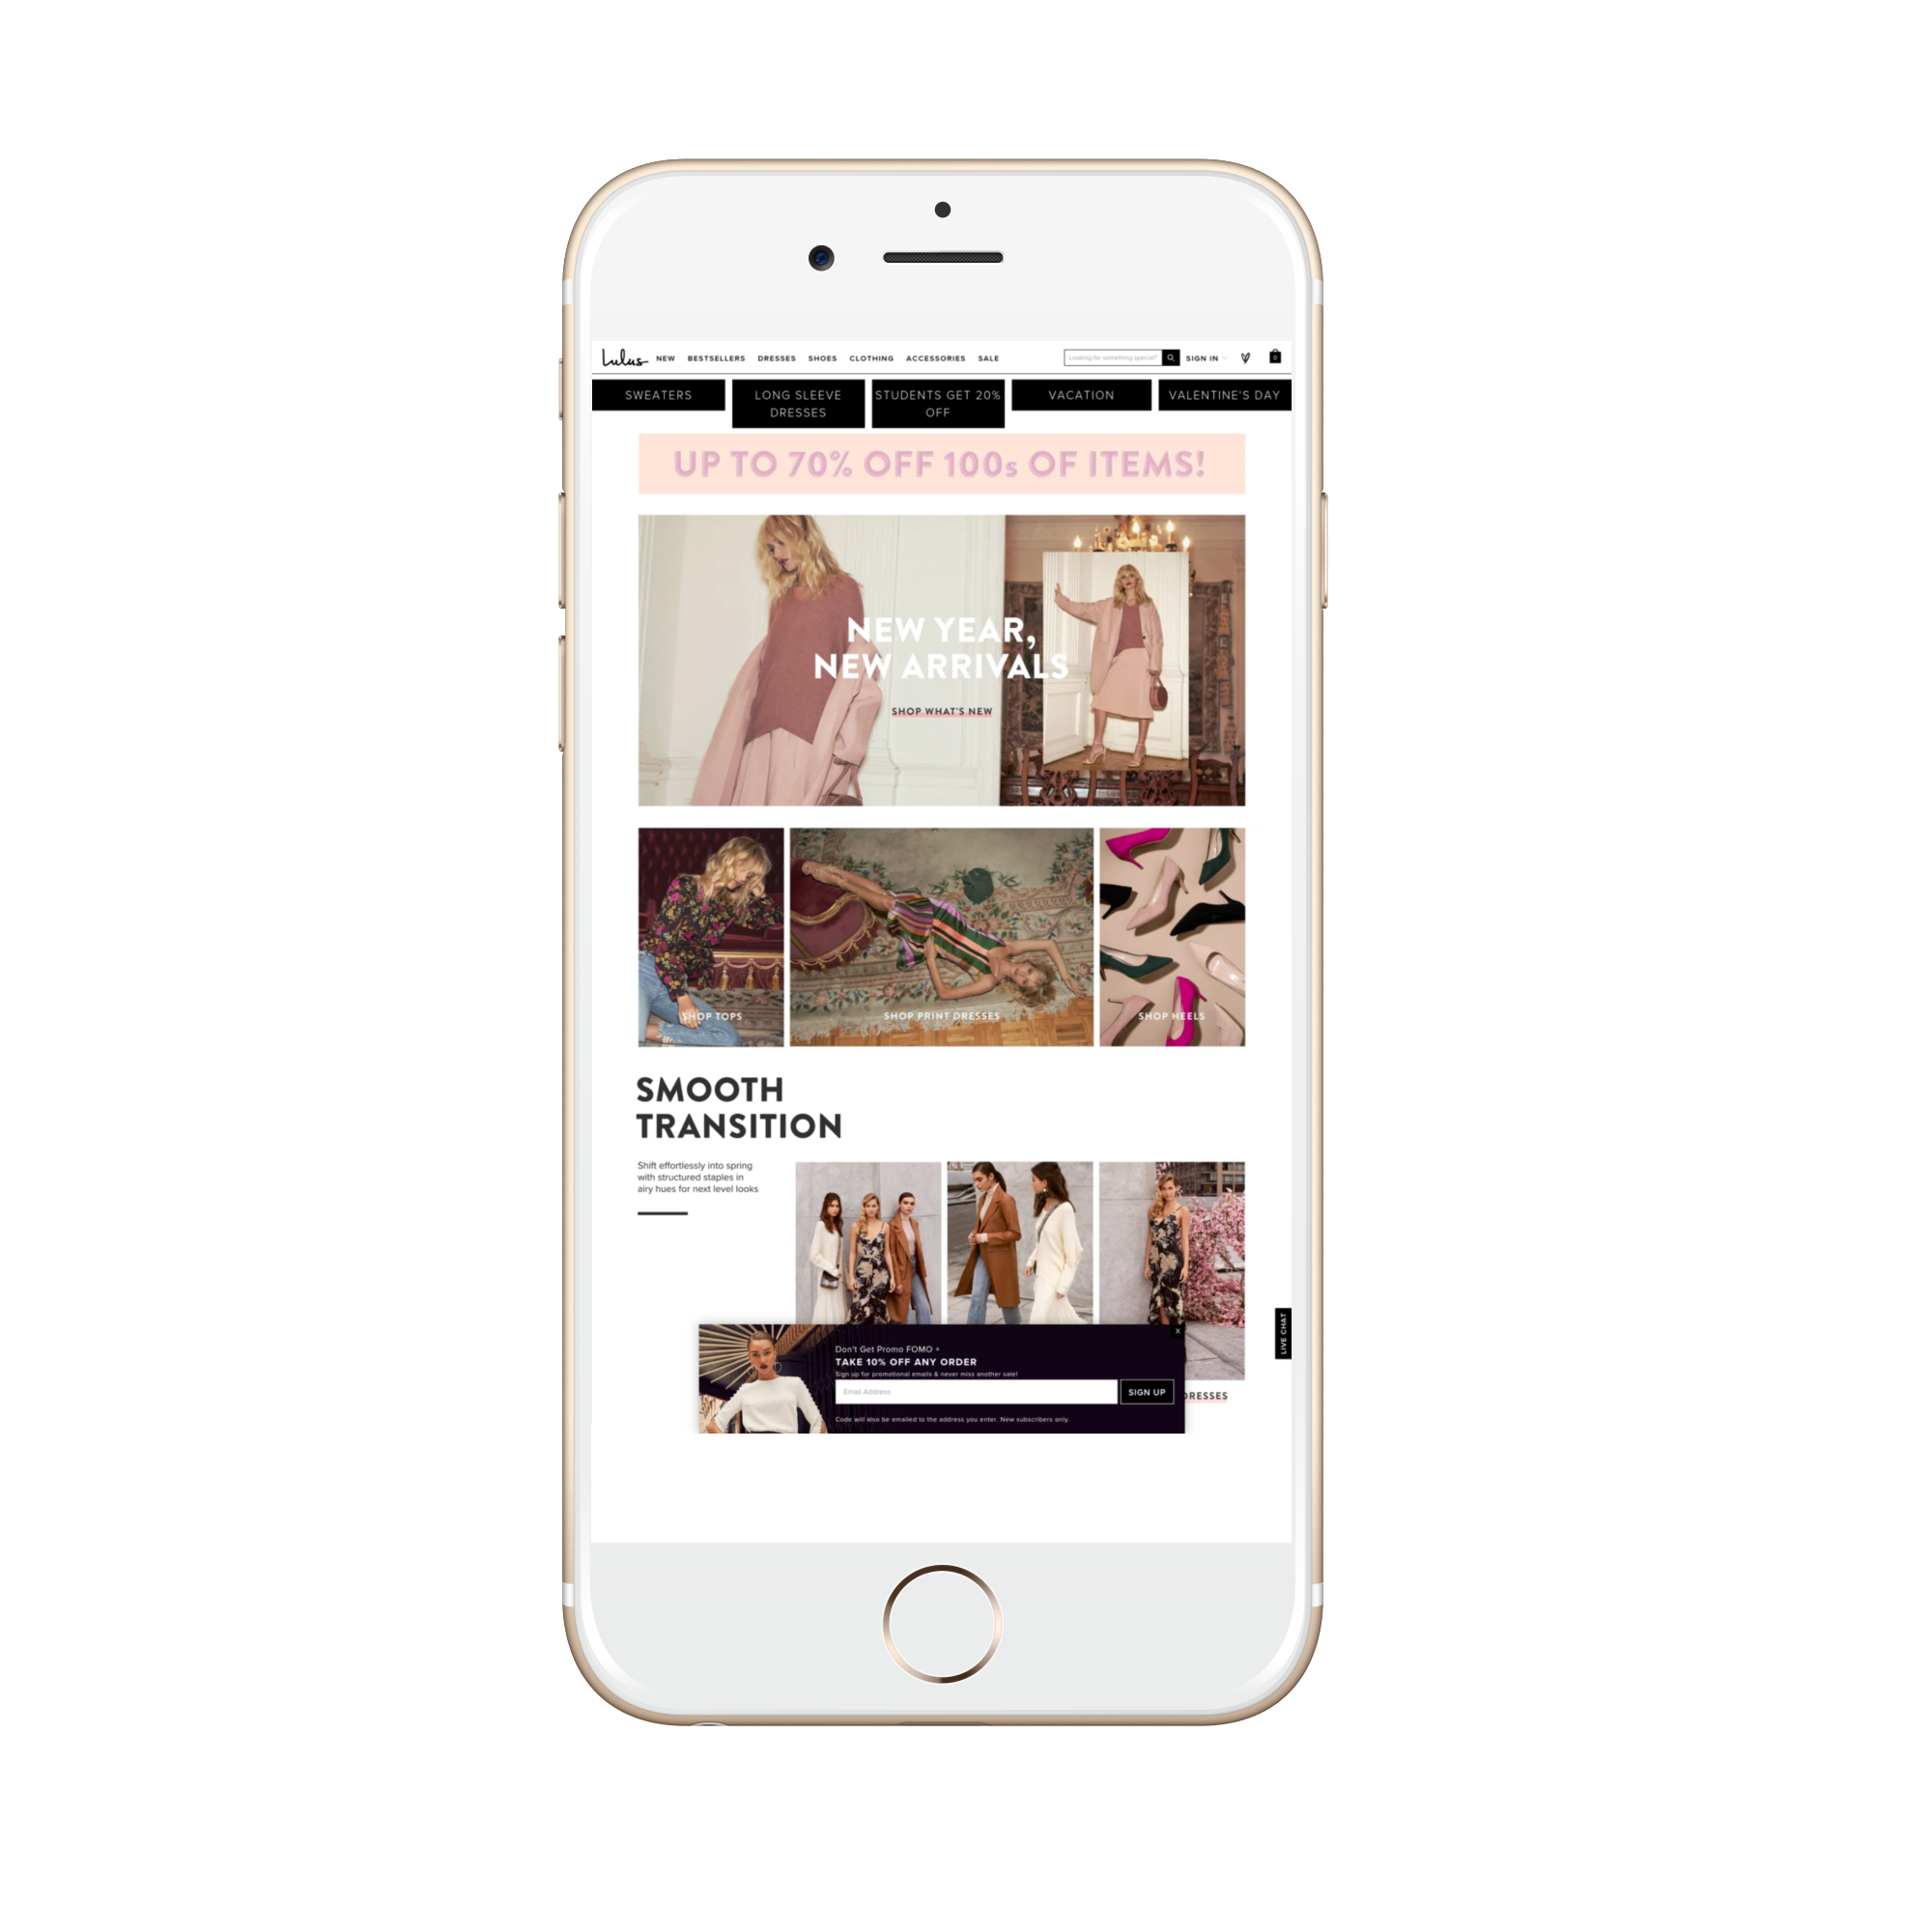 Lulus NEW BESTSELLERS DRESSES SHOES CLOTHING ACCESSORIES SALE Looking for something special? SIGN IN 0
SWEATERS
LONG SLEEVE
DRESSES
STUDENTS GET 20%
OFF
VACATION
VALENTINE'S DAY
UP TO 70% OFF 100s OF ITEMS!
NEW YEAR,
NEW ARRIVALS
SHOP WHAT'S NEW
SHOP TOPS
SHOP PRINT DRESSES
SHOP HEELS
SMOOTH
TRANSITION
Shift effortlessly into spring
with structured staples in
airy hues for next level looks
LIVE CHAT
X
Don't Get Promo FOMO +
TAKE 10% OFF ANY ORDER
Sign up for promotional emails & never miss another sale!
Email Address
SIGN UP
Code will also be emailed to the address you enter. New subscribers only.
DRESSES